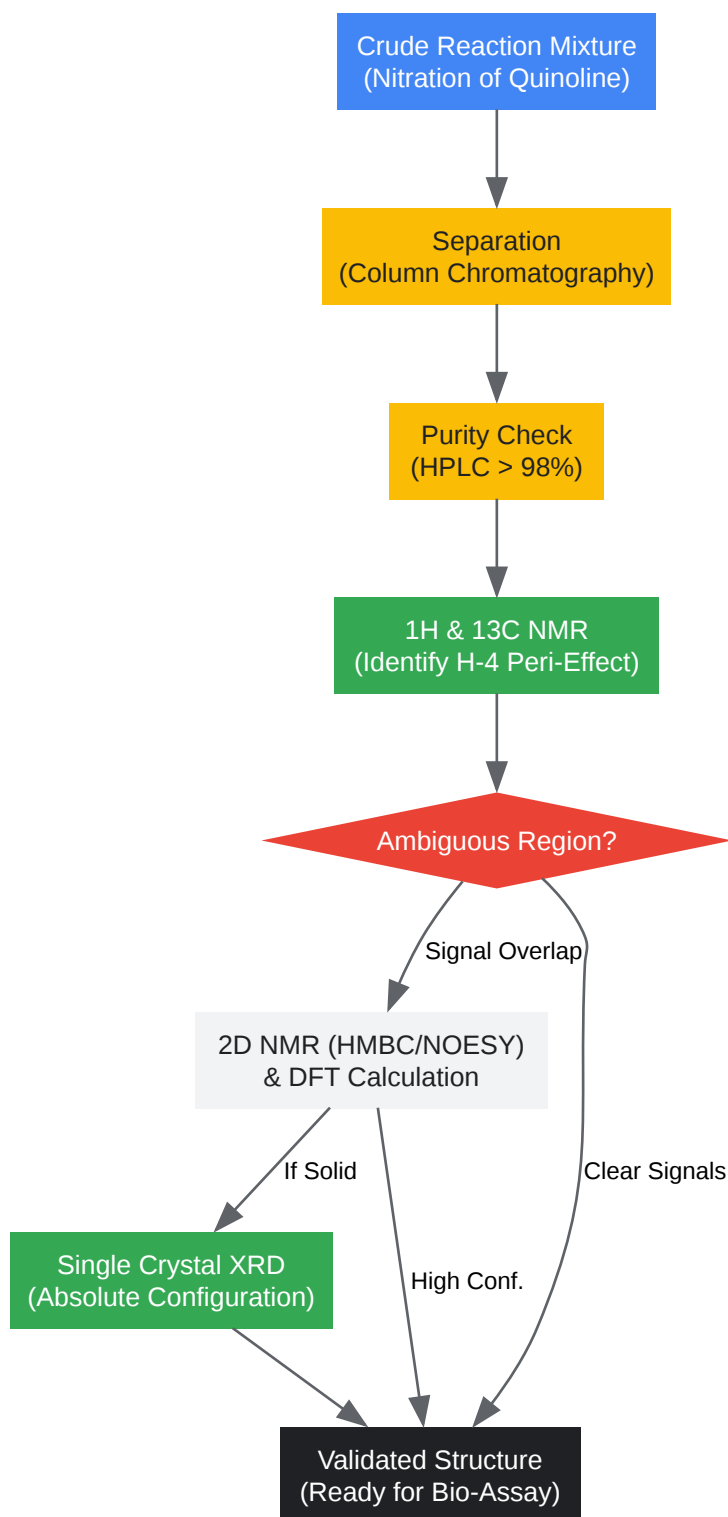 Crude Reaction Mixture
(Nitration of Quinoline)
Separation
(Column Chromatography)
Purity Check
(HPLC > 98%)
1H & 13C NMR
(Identify H-4 Peri-Effect)
Ambiguous Region?
Signal Overlap
2D NMR (HMBC/NOESY)
& DFT Calculation
If Solid
Clear Signals
Single Crystal XRD
(Absolute Configuration)
High Conf.
Validated Structure
(Ready for Bio-Assay)